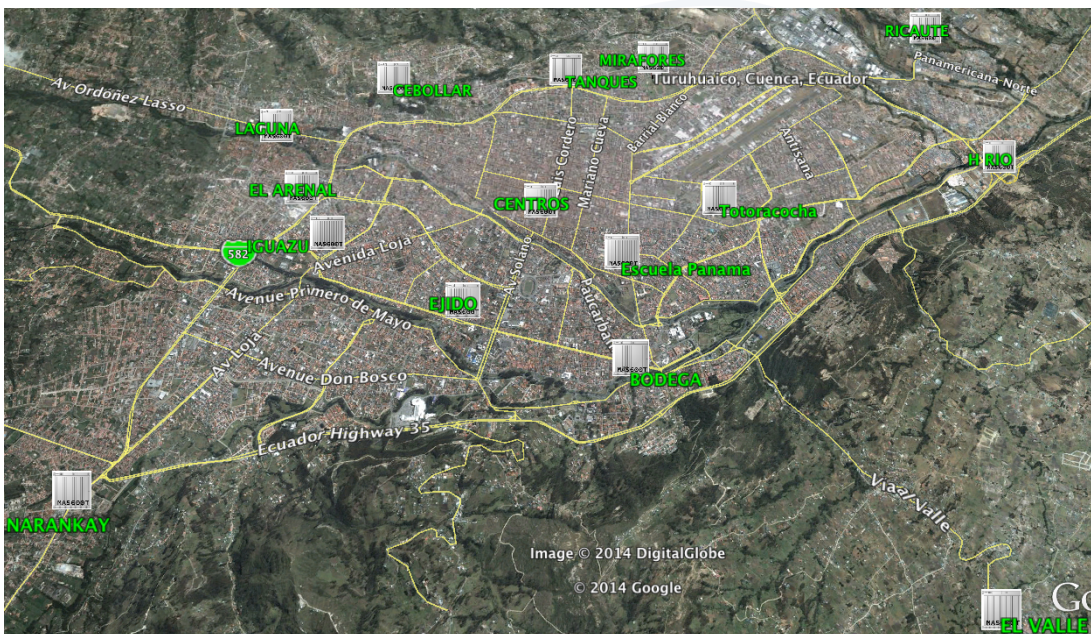 RICAUTE
MIRAFORES
Panamericana Norte
TANQUES
Turuhuaico, Cuenca, Ecuador
CEBOLLAR
Av Ordóñez Lasso
Barrial Blanco
LAGUNA
Luis Cordero
Mariano Cueva
Antisana
H RIO
EL ARENAL
CENTROS
Totoracocha
IGUAZU
582
Avenida Loja
Escuela Panama
Av Solano
Avenue Primero de Mayo
EJIDO
Av Loja
Avenue Don Bosco
BODEGA
Ecuador Highway 35
NARANKAY
Via al Valle
Image © 2014 DigitalGlobe
© 2014 Google
EL VALLE